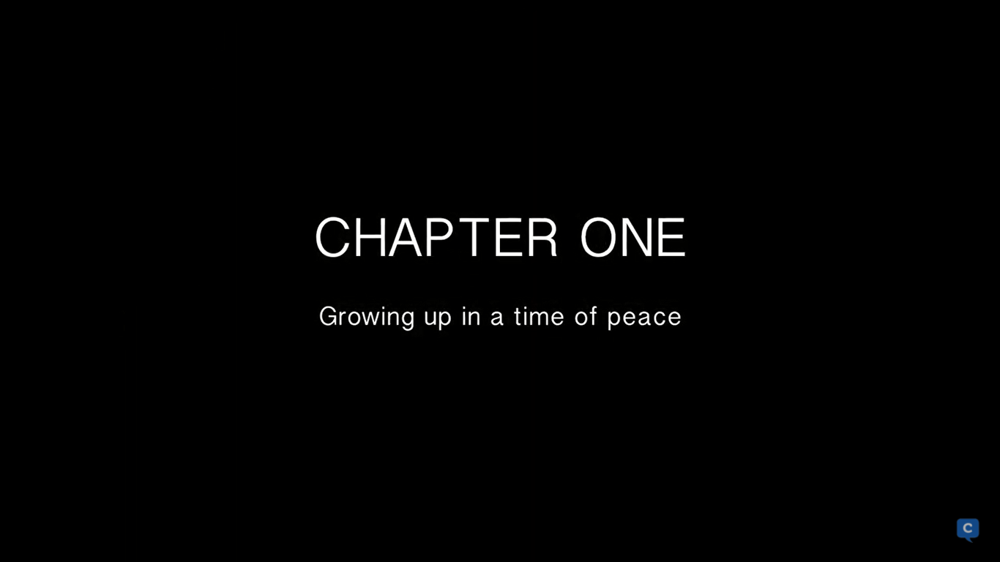 CHAPTER ONE
Growing up in a time of peace
C